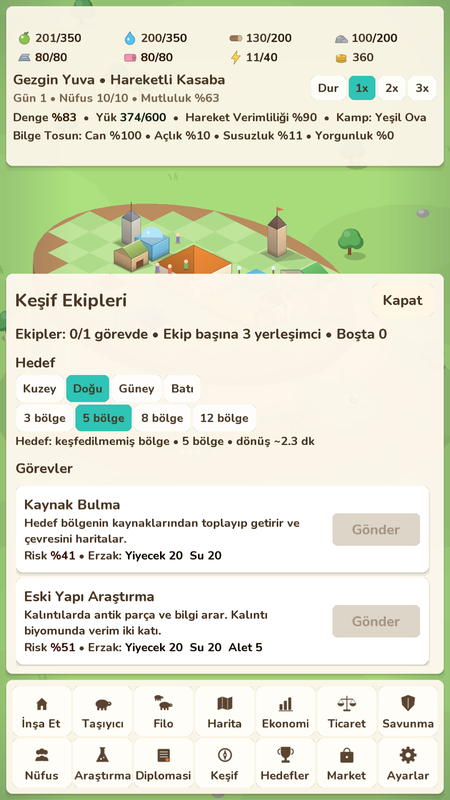 201/350 200/350 130/200 100/200
80/80 80/80 11/40 360
Gezgin Yuva • Hareketli Kasaba
Gün 1 • Nüfus 10/10 • Mutluluk %63
Dur 1x 2x 3x
Denge %83 • Yük 374/600 • Hareket Verimliliği %90 • Kamp: Yeşil Ova
Bilge Tosun: Can %100 • Açlık %10 • Susuzluk %11 • Yorgunluk %0
Keşif Ekipleri
Kapat
Ekipler: 0/1 görevde • Ekip başına 3 yerleşimci • Boşta 0
Hedef
Kuzey Doğu Güney Batı
3 bölge 5 bölge 8 bölge 12 bölge
Hedef: keşfedilmemiş bölge • 5 bölge • dönüş ~2.3 dk
Görevler
Kaynak Bulma
Hedef bölgenin kaynaklarından toplayıp getirir ve
çevresini haritalar.
Risk %41 • Erzak: Yiyecek 20 Su 20
Gönder
Eski Yapı Araştırma
Kalıntılarda antik parça ve bilgi arar. Kalıntı
biyomunda verim iki katı.
Risk %51 • Erzak: Yiyecek 20 Su 20 Alet 5
Gönder
İnşa Et Taşıyıcı Filo Harita Ekonomi Ticaret Savunma
Nüfus Araştırma Diplomasi Keşif Hedefler Market Ayarlar